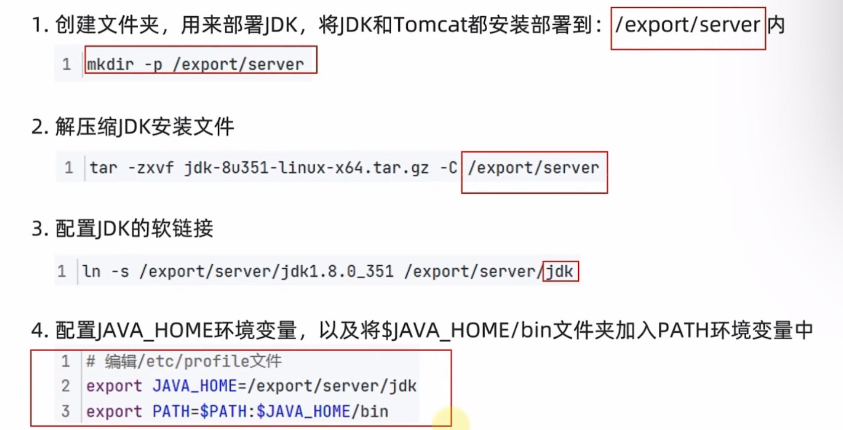 1. 创建文件夹，用来部署JDK，将JDK和Tomcat都安装部署到：/export/server 内
1 mkdir -p /export/server
2. 解压缩JDK安装文件
1 tar -zxvf jdk-8u351-linux-x64.tar.gz -C /export/server
3. 配置JDK的软链接
1 ln -s /export/server/jdk1.8.0_351 /export/server/jdk
4. 配置JAVA_HOME环境变量，以及将$JAVA_HOME/bin文件夹加入PATH环境变量中
1 # 编辑/etc/profile文件
2 export JAVA_HOME=/export/server/jdk
3 export PATH=$PATH:$JAVA_HOME/bin